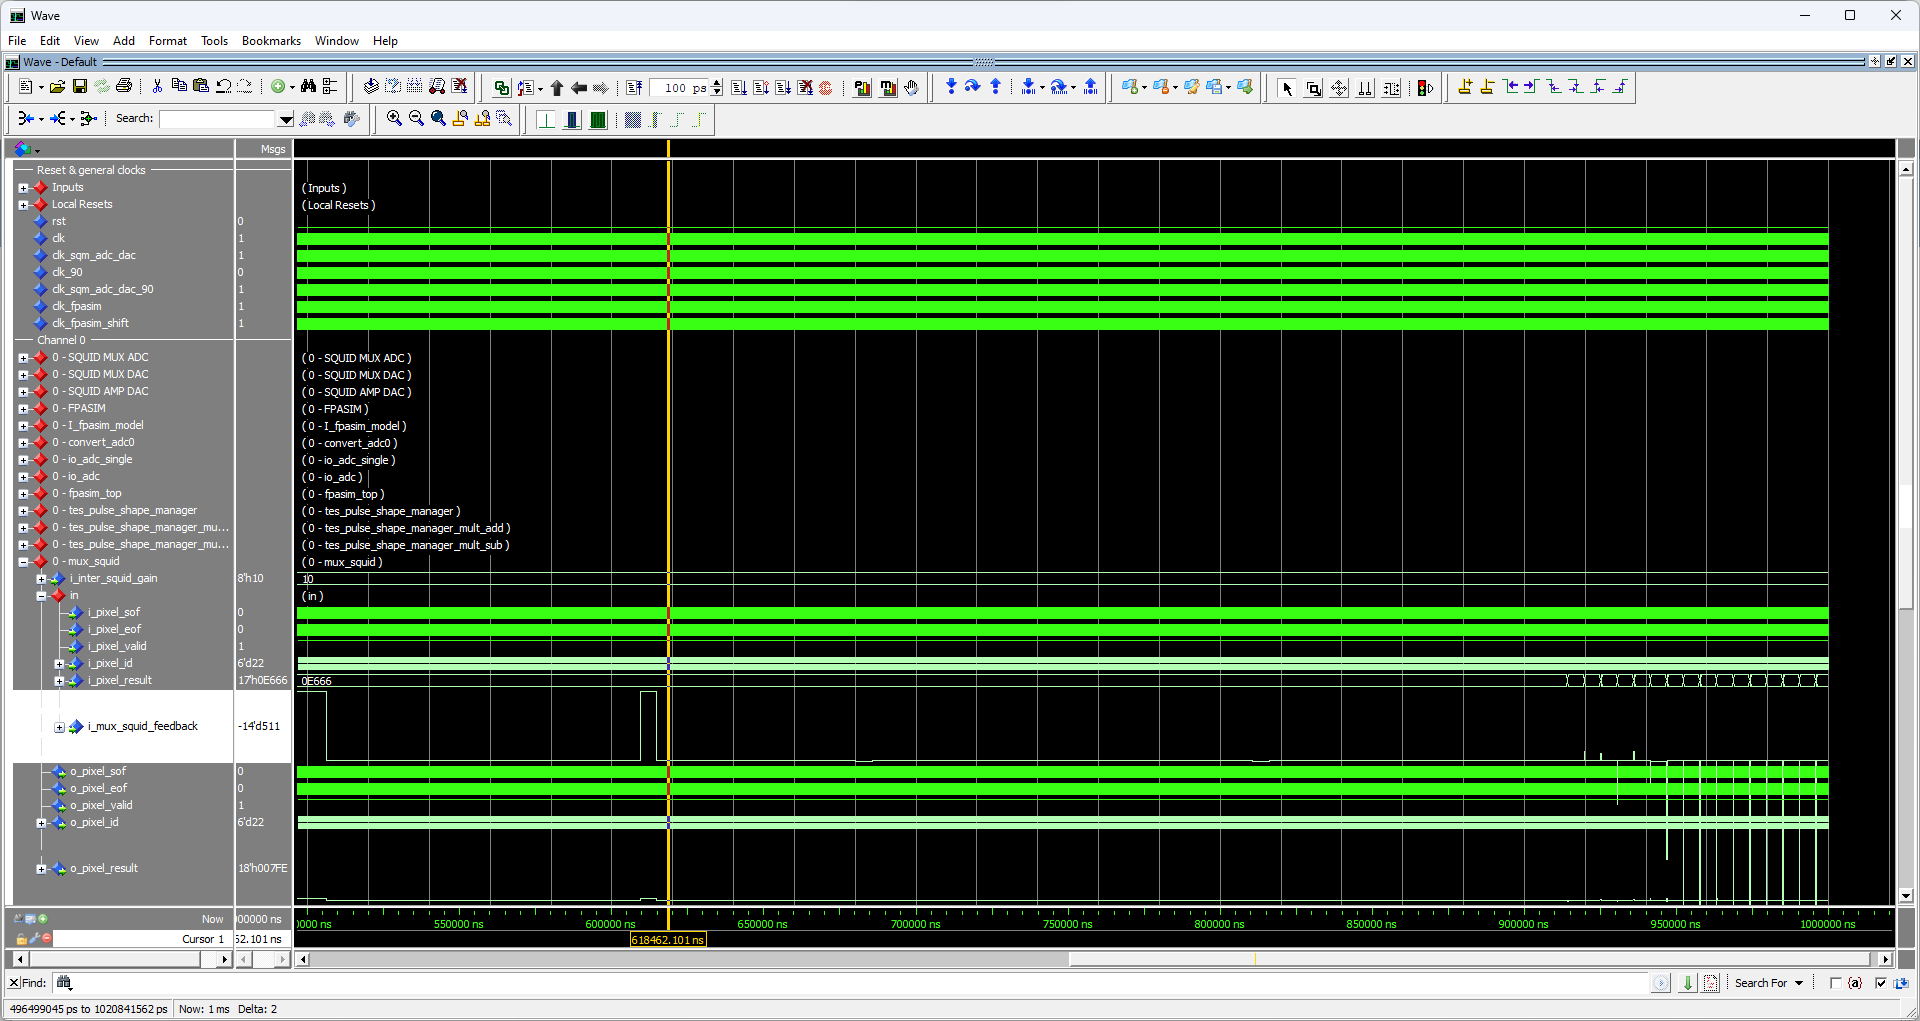 Wave
File Edit View Add Format Tools Bookmarks Window Help
Wave - Default
100 ps
Search:
Msgs
Reset & general clocks
Inputs (Inputs)
Local Resets (Local Resets)
rst 0
clk 1
clk_sqm_adc_dac 1
clk_90 0
clk_sqm_adc_dac_90 1
clk_fpasim 1
clk_fpasim_shift 1
Channel 0
0 - SQUID MUX ADC (0 - SQUID MUX ADC)
0 - SQUID MUX DAC (0 - SQUID MUX DAC)
0 - SQUID AMP DAC (0 - SQUID AMP DAC)
0 - FPASIM (0 - FPASIM)
0 - I_fpasim_model (0 - I_fpasim_model)
0 - convert_adc0 (0 - convert_adc0)
0 - io_adc_single (0 - io_adc_single)
0 - io_adc (0 - io_adc)
0 - fpasim_top (0 - fpasim_top)
0 - tes_pulse_shape_manager (0 - tes_pulse_shape_manager)
0 - tes_pulse_shape_manager_mu... (0 - tes_pulse_shape_manager_mult_add)
0 - tes_pulse_shape_manager_mu... (0 - tes_pulse_shape_manager_mult_sub)
0 - mux_squid (0 - mux_squid)
i_inter_squid_gain 8'h10 10
in (in)
i_pixel_sof 0
i_pixel_eof 0
i_pixel_valid 1
i_pixel_id 6'd22
i_pixel_result 17'h0E666 0E666
i_mux_squid_feedback -14'd511
o_pixel_sof 0
o_pixel_eof 0
o_pixel_valid 1
o_pixel_id 6'd22
o_pixel_result 18'h007FE
Now 00000 ns 0000 ns 550000 ns 600000 ns 650000 ns 700000 ns 750000 ns 800000 ns 850000 ns 900000 ns 950000 ns 1000000 ns
Cursor 1 52.101 ns 618462.101 ns
Find: Search For
496499045 ps to 1020841562 ps Now: 1 ms Delta: 2